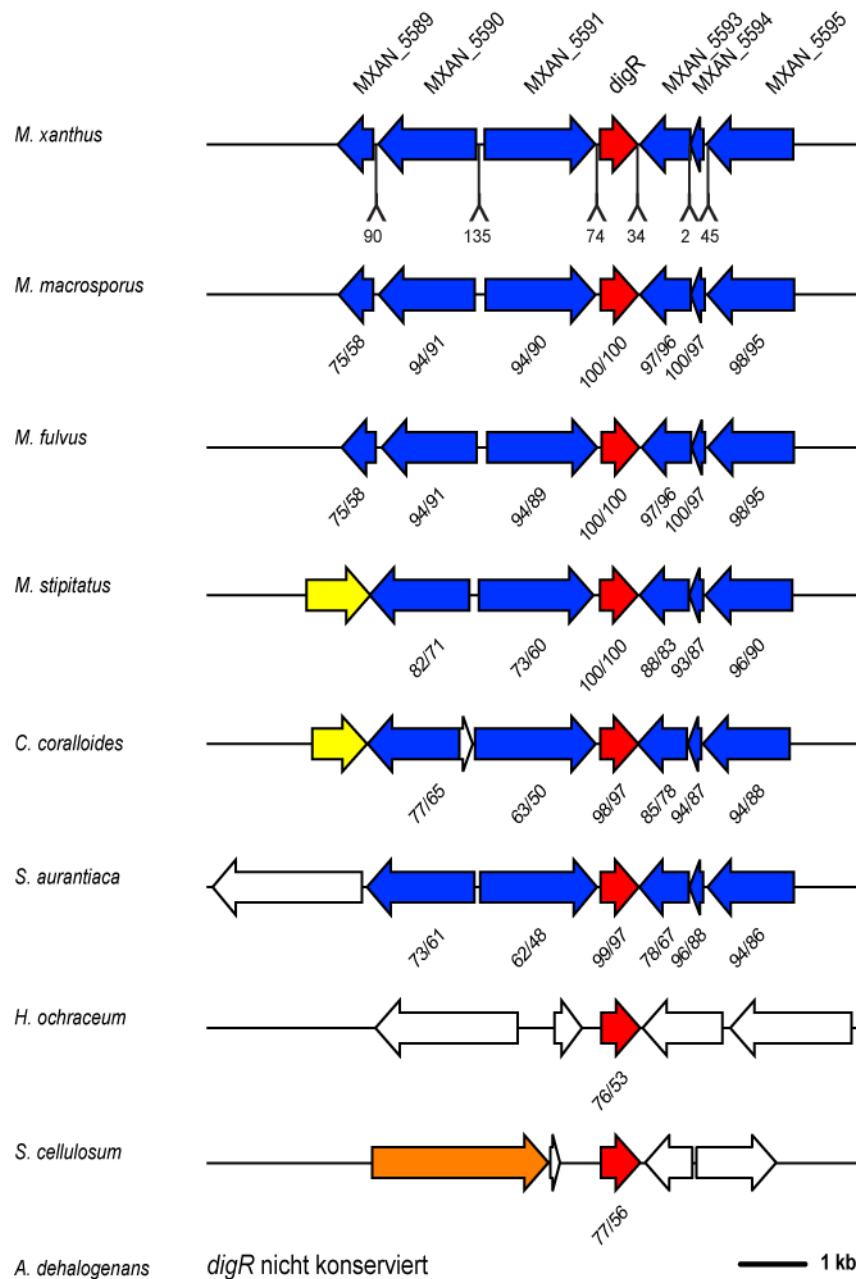 MXAN_5589 MXAN_5590 MXAN_5591 digR MXAN_5593 MXAN_5594 MXAN_5595
M. xanthus
90 135 74 34 2 45
M. macrosporus
75/58 94/91 94/90 100/100 97/96 100/97 98/95
M. fulvus
75/58 94/91 94/89 100/100 97/96 100/97 98/95
M. stipitatus
82/71 73/60 100/100 88/83 93/87 96/90
C. coralloides
77/65 63/50 98/97 85/78 94/87 94/88
S. aurantiaca
73/61 62/48 99/97 78/67 96/88 94/86
H. ochraceum
76/53
S. cellulosum
77/56
A. dehalogenans digR nicht konserviert 1 kb